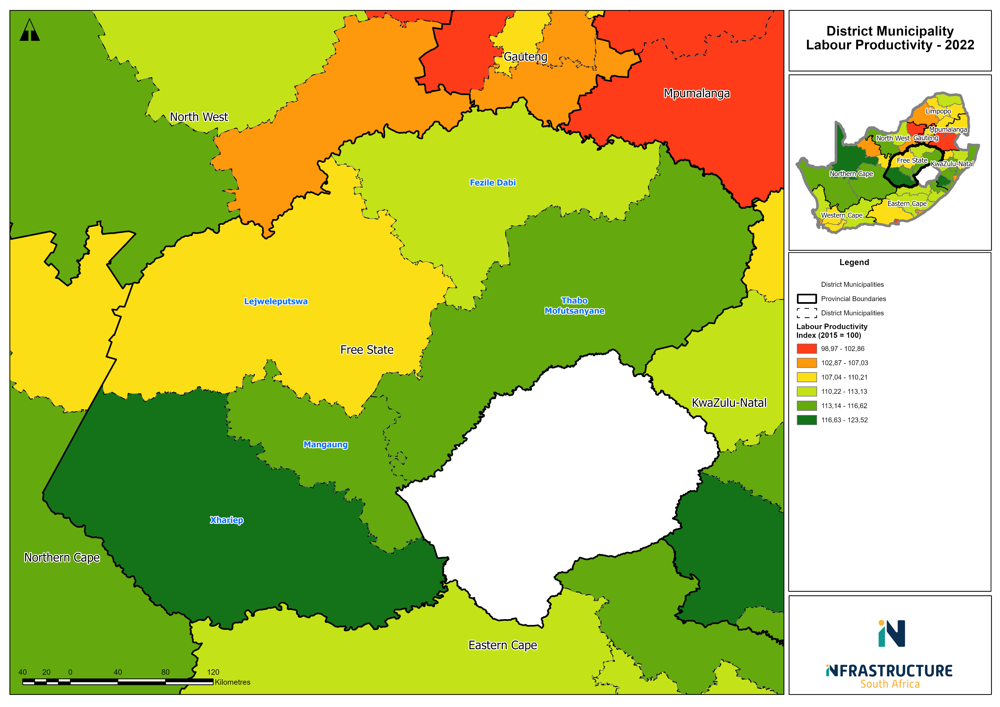 District Municipality
Labour Productivity - 2022
Gauteng
Mpumalanga
North West
Fezile Dabi
Lejweleputswa
Thabo
Mofutsanyane
Free State
KwaZulu-Natal
Mangaung
Xhariep
Northern Cape
Eastern Cape
40 20 0 40 80 120
Kilometres
Limpopo
Mpumalanga
North West
Gauteng
Free State
KwaZulu-Natal
Northern Cape
Eastern Cape
Western Cape
Legend
District Municipalities
Provincial Boundaries
District Municipalities
Labour Productivity
Index (2015 = 100)
98,97 - 102,86
102,87 - 107,03
107,04 - 110,21
110,22 - 113,13
113,14 - 116,62
116,63 - 123,52
iN
iNFRASTRUCTURE
South Africa